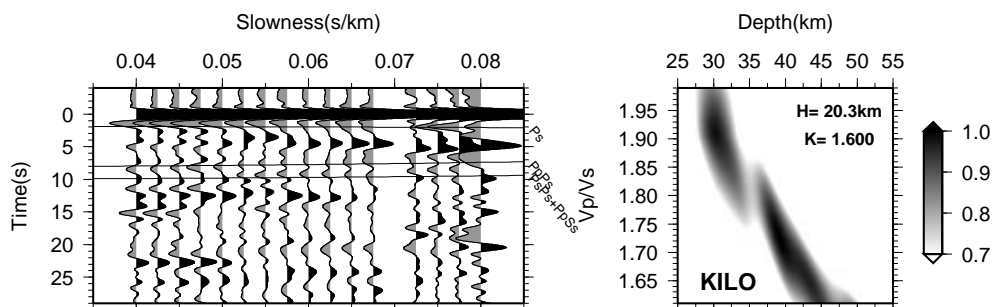 Slowness(s/km)
0.04 0.05 0.06 0.07 0.08
Time(s)
0
5
10
15
20
25
Ps
PpPs
PsPs+PpSs
Depth(km)
25 30 35 40 45 50 55
Vp/Vs
1.95
1.90
1.85
1.80
1.75
1.70
1.65
H= 20.3km
K= 1.600
KILO
1.0
0.9
0.8
0.7